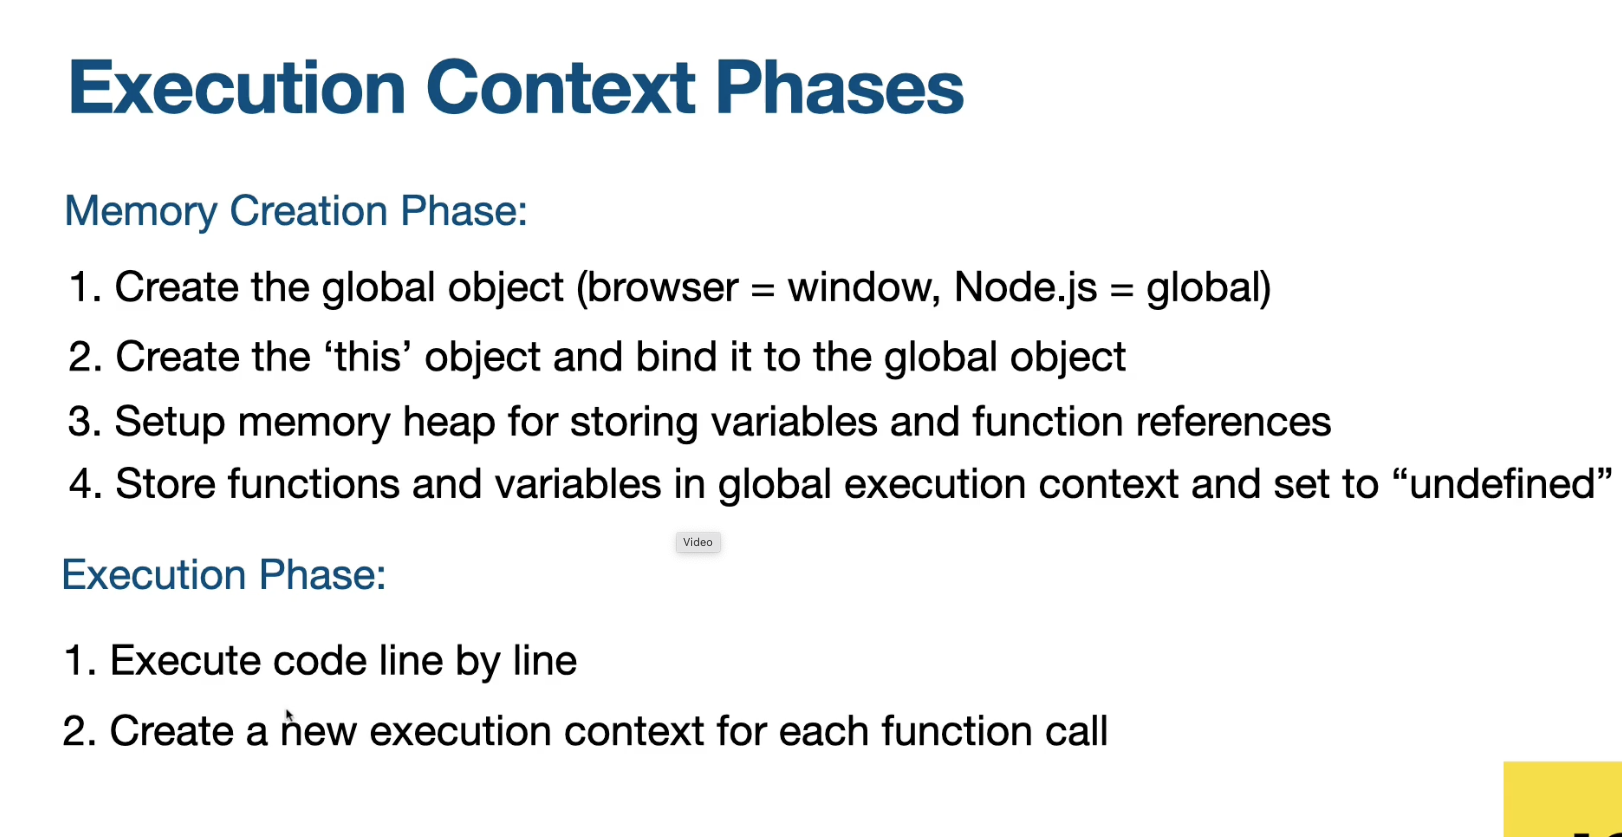 Execution Context Phases
Memory Creation Phase:
1. Create the global object (browser = window, Node.js = global)
2. Create the ‘this’ object and bind it to the global object
3. Setup memory heap for storing variables and function references
4. Store functions and variables in global execution context and set to “undefined”
Video
Execution Phase:
1. Execute code line by line
2. Create a new execution context for each function call